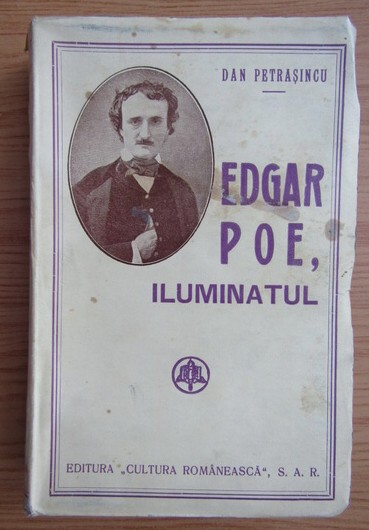 DAN PETRAȘINCU
EDGAR
POE,
ILUMINATUL
EDITURA „CULTURA ROMÂNEASCĂ“, S. A. R.